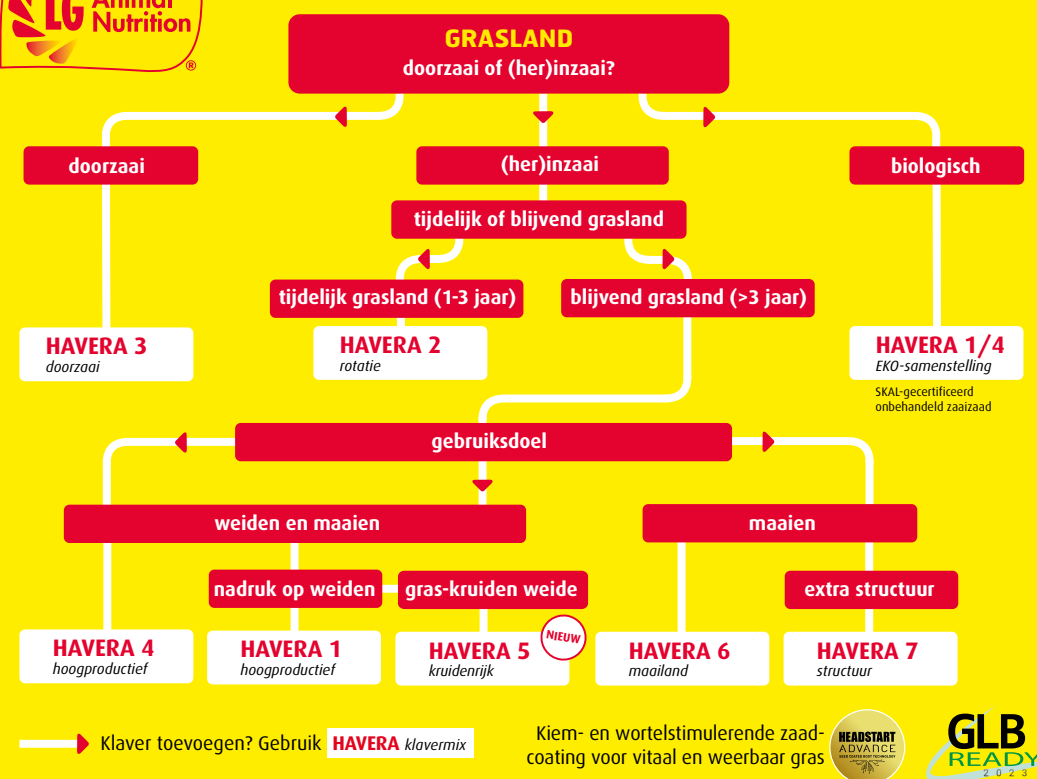 LG
Animal
Nutrition
®
GRASLAND
doorzaai of (her)inzaai?
doorzaai
(her)inzaai
biologisch
tijdelijk of blijvend grasland
tijdelijk grasland (1-3 jaar)
blijvend grasland (>3 jaar)
HAVERA 3
doorzaai
HAVERA 2
rotatie
HAVERA 1/4
EKO-samenstelling
SKAL-gecertificeerd
onbehandeld zaaizaad
gebruiksdoel
weiden en maaien
maaien
nadruk op weiden
gras-kruiden weide
extra structuur
HAVERA 4
hoogproductief
HAVERA 1
hoogproductief
NIEUW
HAVERA 5
kruidenrijk
HAVERA 6
maailand
HAVERA 7
structuur
Klaver toevoegen? Gebruik HAVERA klavermix
Kiem- en wortelstimulerende zaad-
coating voor vitaal en weerbaar gras
HEADSTART
ADVANCE
GLB
READY
2023